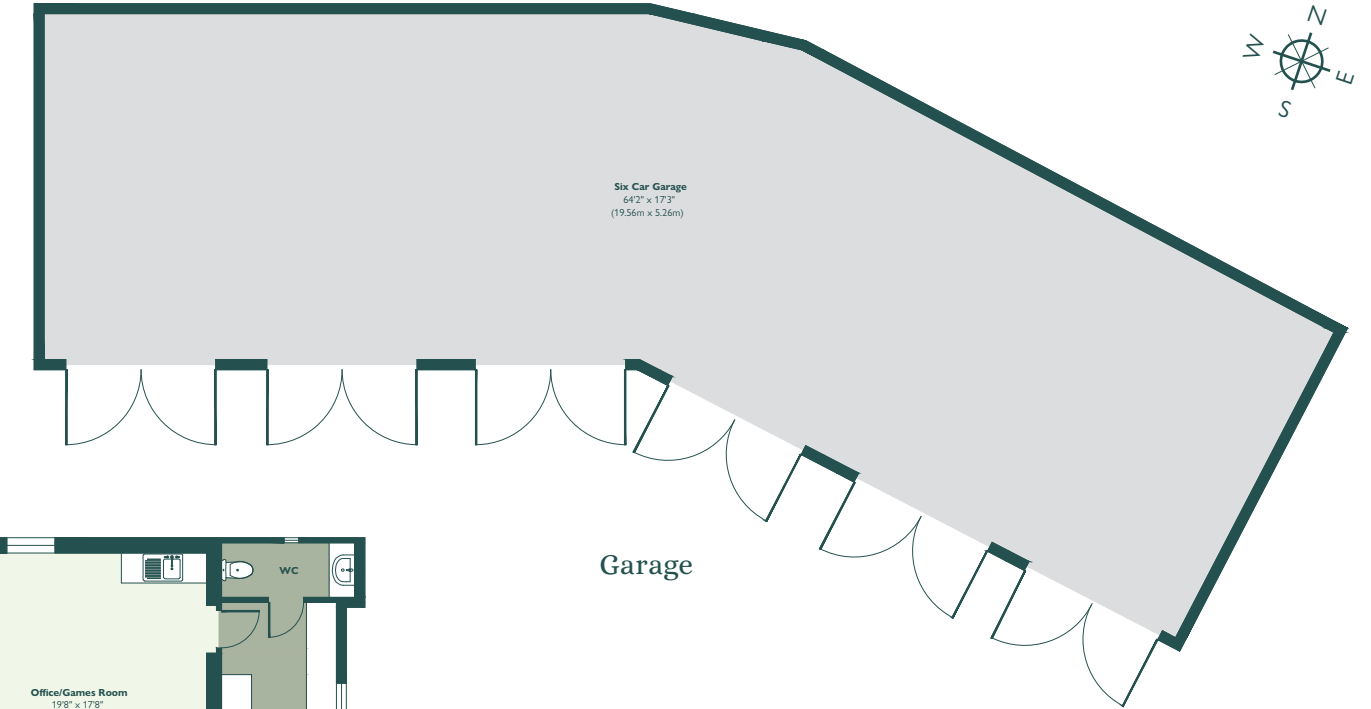 N
W
E
S
Six Car Garage
64'2" x 17'3"
(19.56m x 5.26m)
Garage
WC
Office/Games Room
19'8" x 17'8"